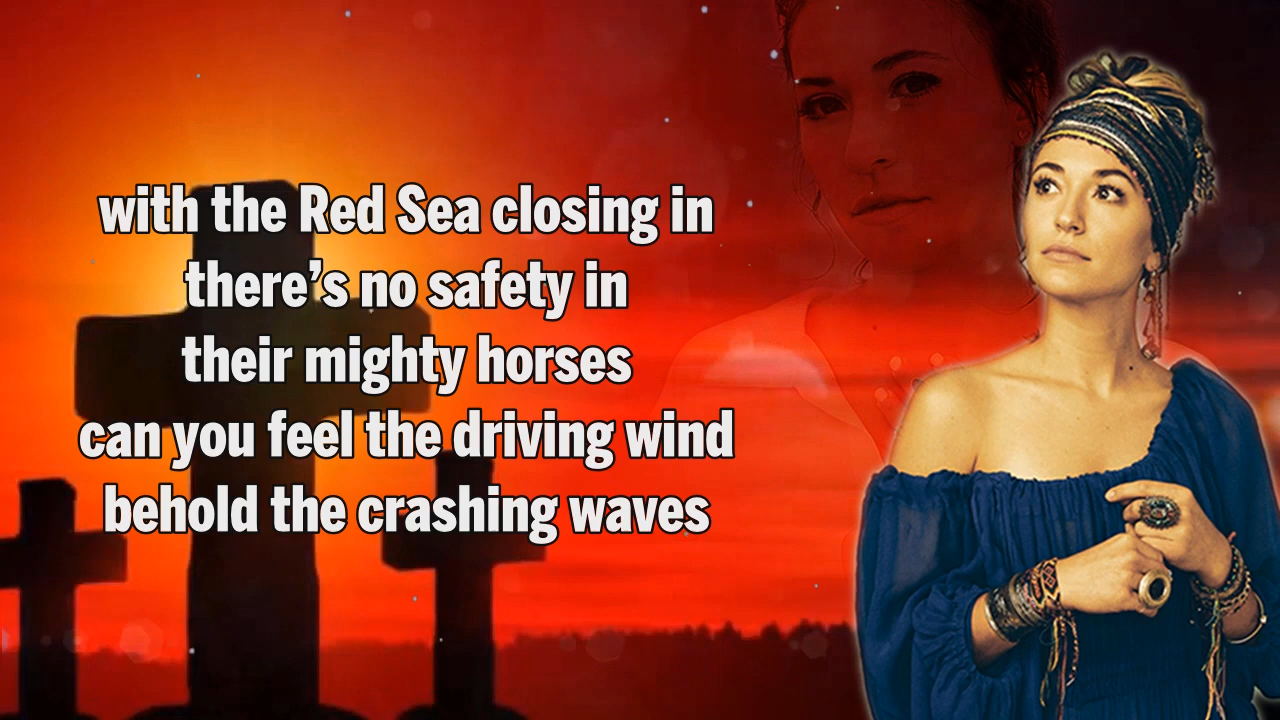 with the Red Sea closing in
there’s no safety in
their mighty horses
can you feel the driving wind
behold the crashing waves